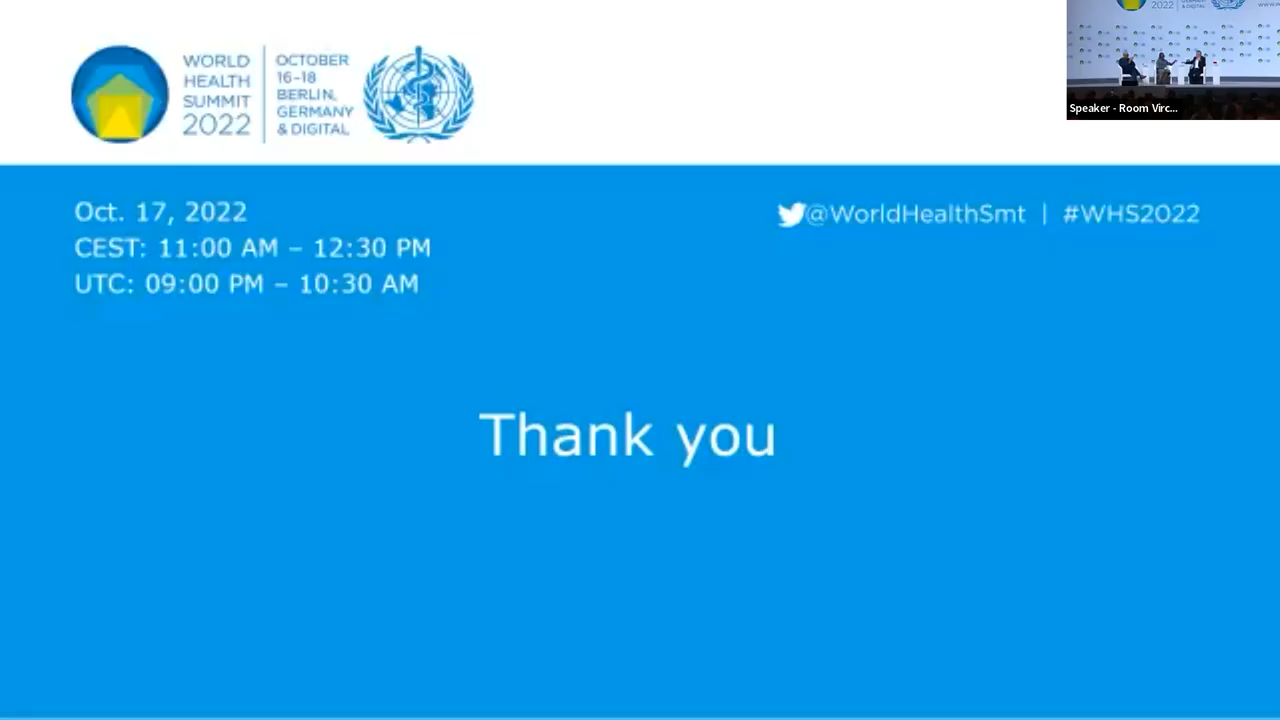 WORLD
HEALTH
SUMMIT
2022
OCTOBER
16–18
BERLIN,
GERMANY
& DIGITAL
2022
Speaker - Room Virc...
Oct. 17, 2022
CEST: 11:00 AM – 12:30 PM
UTC: 09:00 PM – 10:30 AM
@WorldHealthSmt | #WHS2022
Thank you